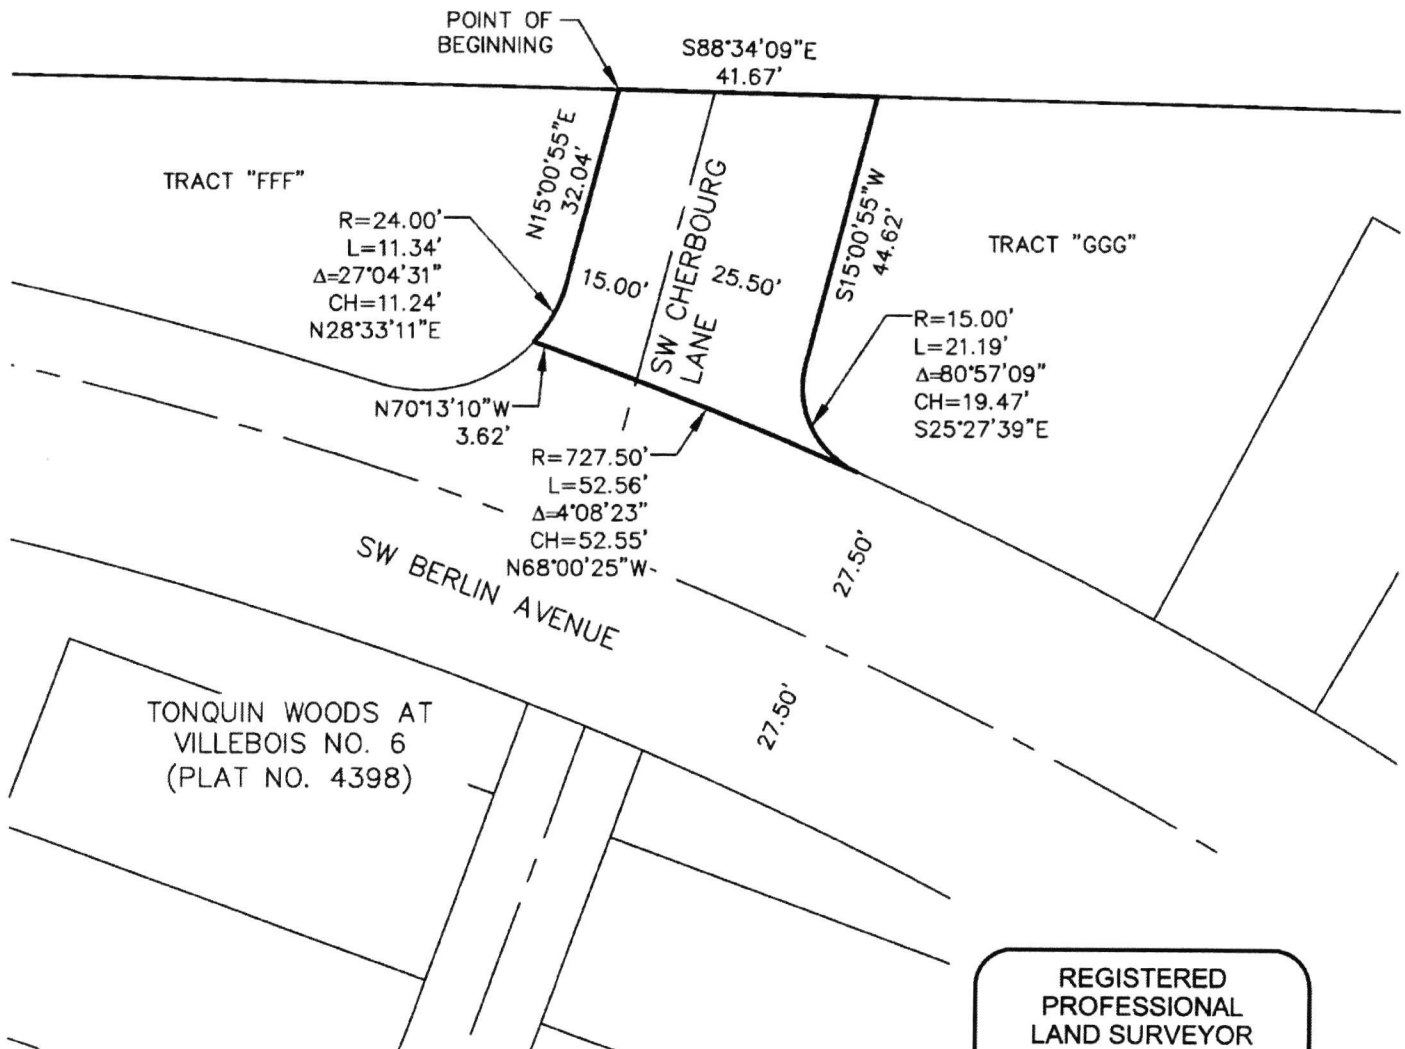 POINT OF
BEGINNING
S88°34'09"E
41.67'
TRACT "FFF"
N15°00'55"E
32.04'
R=24.00'
L=11.34'
Δ=27°04'31"
CH=11.24'
N28°33'11"E
15.00'
SW CHERBOURG
LANE
25.50'
S15°00'55"W
44.62'
TRACT "GGG"
R=15.00'
L=21.19'
Δ=80°57'09"
CH=19.47'
S25°27'39"E
N70°13'10"W
3.62'
R=727.50'
L=52.56'
Δ=4°08'23"
CH=52.55'
N68°00'25"W
SW BERLIN AVENUE
27.50'
27.50'
TONQUIN WOODS AT
VILLEBOIS NO. 6
(PLAT NO. 4398)
REGISTERED
PROFESSIONAL
LAND SURVEYOR